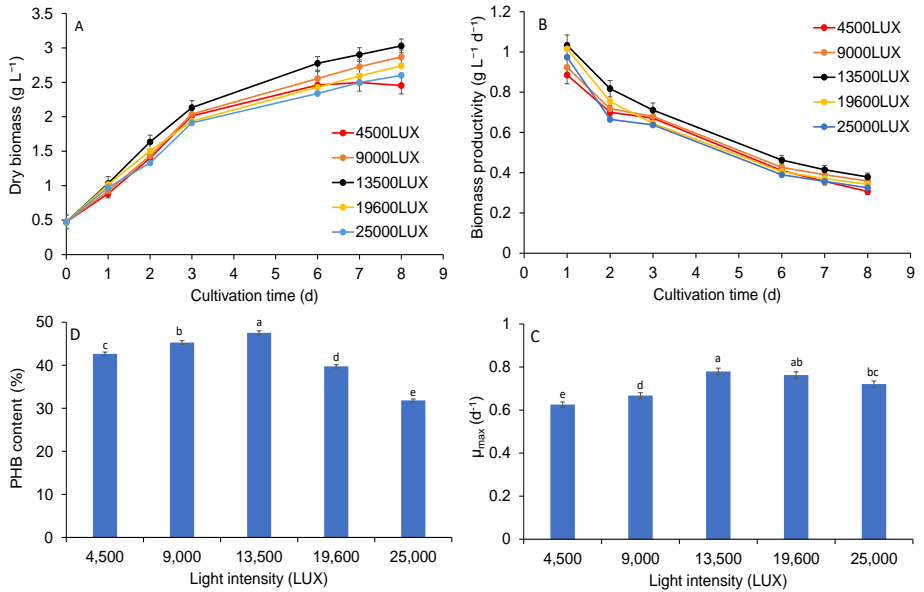 A
Dry biomass (g L⁻¹)
3.5
3
2.5
2
1.5
1
0.5
0
0 1 2 3 4 5 6 7 8 9
Cultivation time (d)
4500LUX
9000LUX
13500LUX
19600LUX
25000LUX
B
Biomass productivity (g L⁻¹ d⁻¹)
1.2
1
0.8
0.6
0.4
0.2
0
0 1 2 3 4 5 6 7 8 9
Cultivation time (d)
4500LUX
9000LUX
13500LUX
19600LUX
25000LUX
D
PHB content (%)
50
40
30
20
10
0
c b a d e
4,500 9,000 13,500 19,600 25,000
Light intensity (LUX)
C
µmax (d⁻¹)
1
0.8
0.6
0.4
0.2
0
e d a ab bc
4,500 9,000 13,500 19,600 25,000
Light intensity (LUX)